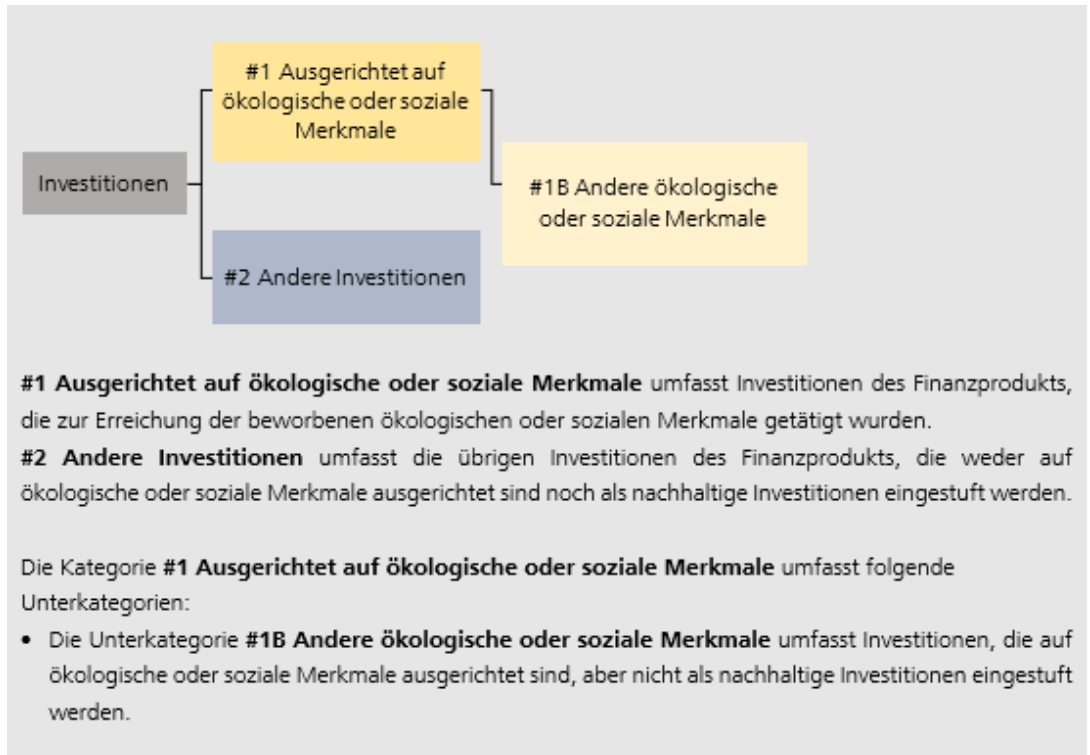 #1 Ausgerichtet auf
ökologische oder soziale
Merkmale
Investitionen
#1B Andere ökologische
oder soziale Merkmale
#2 Andere Investitionen
#1 Ausgerichtet auf ökologische oder soziale Merkmale umfasst Investitionen des Finanzprodukts,
die zur Erreichung der beworbenen ökologischen oder sozialen Merkmale getätigt wurden.
#2 Andere Investitionen umfasst die übrigen Investitionen des Finanzprodukts, die weder auf
ökologische oder soziale Merkmale ausgerichtet sind noch als nachhaltige Investitionen eingestuft werden.
Die Kategorie #1 Ausgerichtet auf ökologische oder soziale Merkmale umfasst folgende
Unterkategorien:
• Die Unterkategorie #1B Andere ökologische oder soziale Merkmale umfasst Investitionen, die auf
ökologische oder soziale Merkmale ausgerichtet sind, aber nicht als nachhaltige Investitionen eingestuft
werden.